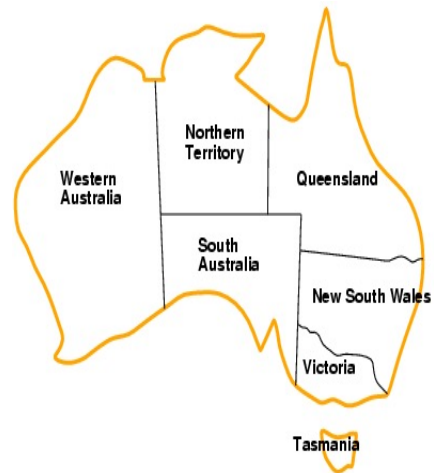 Northern
Territory
Western
Australia
Queensland
South
Australia
New South Wales
Victoria
Tasmania